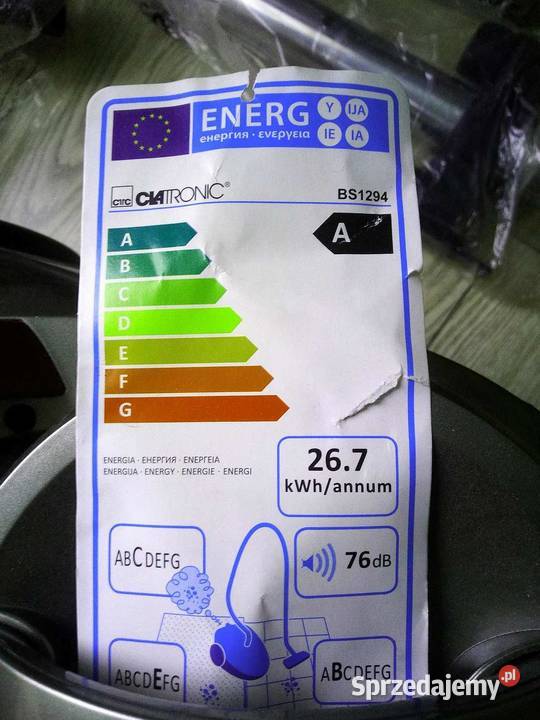 ENERG Y IJA
енергия · ενεργεια IE IA
CTC CLATRONIC® BS1294
A
A
B
C
D
E
F
G
ENERGIA · ЕНЕРГИЯ · ΕΝΕΡΓΕΙΑ
ENERGIJA · ENERGY · ENERGIE · ENERGI
26.7
kWh/annum
ABCDEFG
76dB
ABCDEFG
ABCDEFG
Sprzedajemy.pl